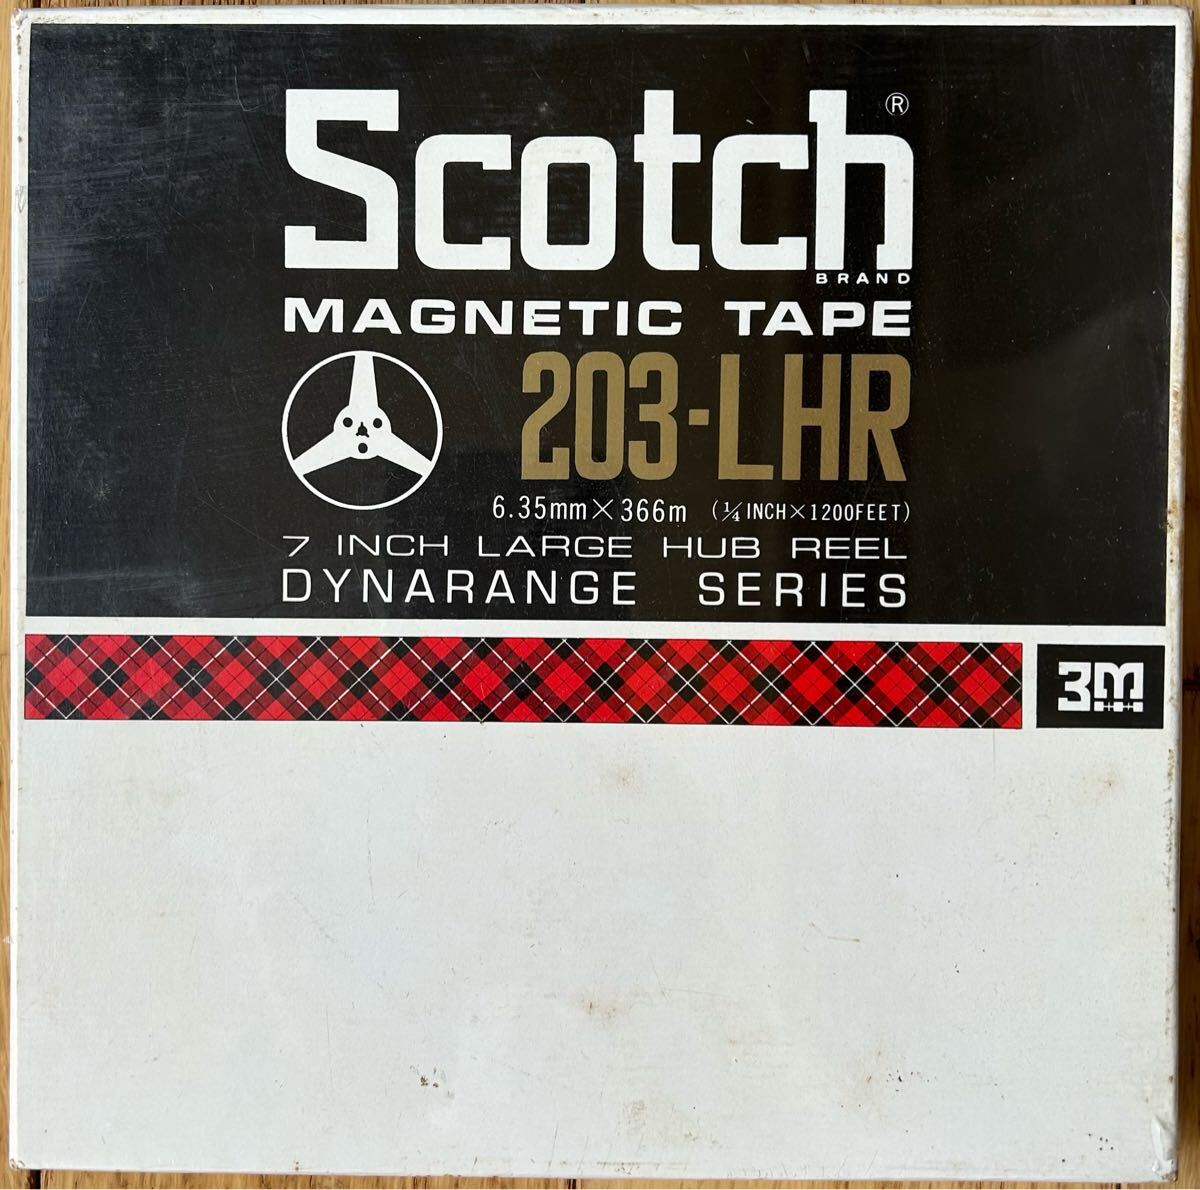 Scotch®
BRAND
MAGNETIC TAPE
203-LHR
6.35mm×366m (¼INCH×1200FEET)
7 INCH LARGE HUB REEL
DYNARANGE SERIES
3M